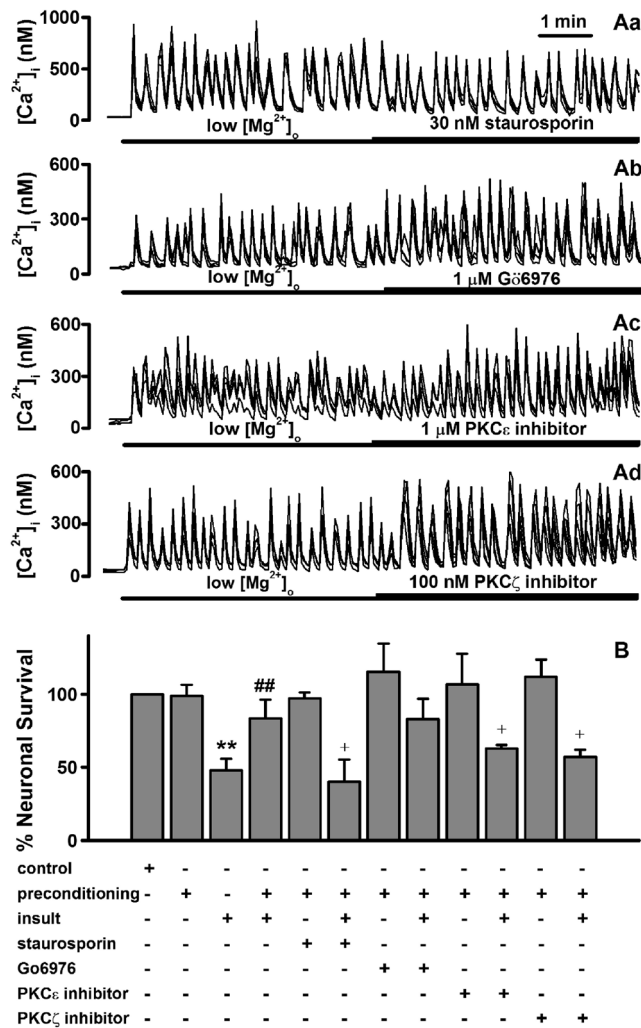 Aa
1 min
1000
500
0
[Ca²⁺]ᵢ (nM)
low [Mg²⁺]ₒ
30 nM staurosporin
Ab
600
300
0
[Ca²⁺]ᵢ (nM)
low [Mg²⁺]ₒ
1 μM Gö6976
Ac
600
300
0
[Ca²⁺]ᵢ (nM)
low [Mg²⁺]ₒ
1 μM PKCε inhibitor
Ad
600
300
0
[Ca²⁺]ᵢ (nM)
low [Mg²⁺]ₒ
100 nM PKCζ inhibitor
B
% Neuronal Survival
100
50
0
** ## + + +
control + - - - - - - - - - - -
preconditioning - + - + + + + + + + + +
insult - - + + - + - + - + - +
staurosporin - - - - + + - - - - - -
Go6976 - - - - - - + + - - - -
PKCε inhibitor - - - - - - - - + + - -
PKCζ inhibitor - - - - - - - - - - + +